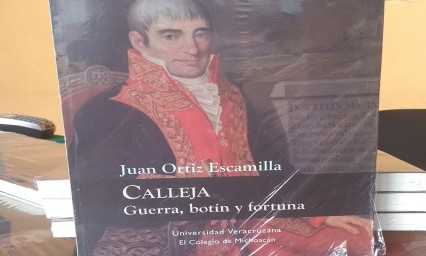 DON FELIX MARIA
Juan Ortiz Escamilla
CALLEJA
Guerra, botín y fortuna
Universidad Veracruzana
El Colegio de Michoacán